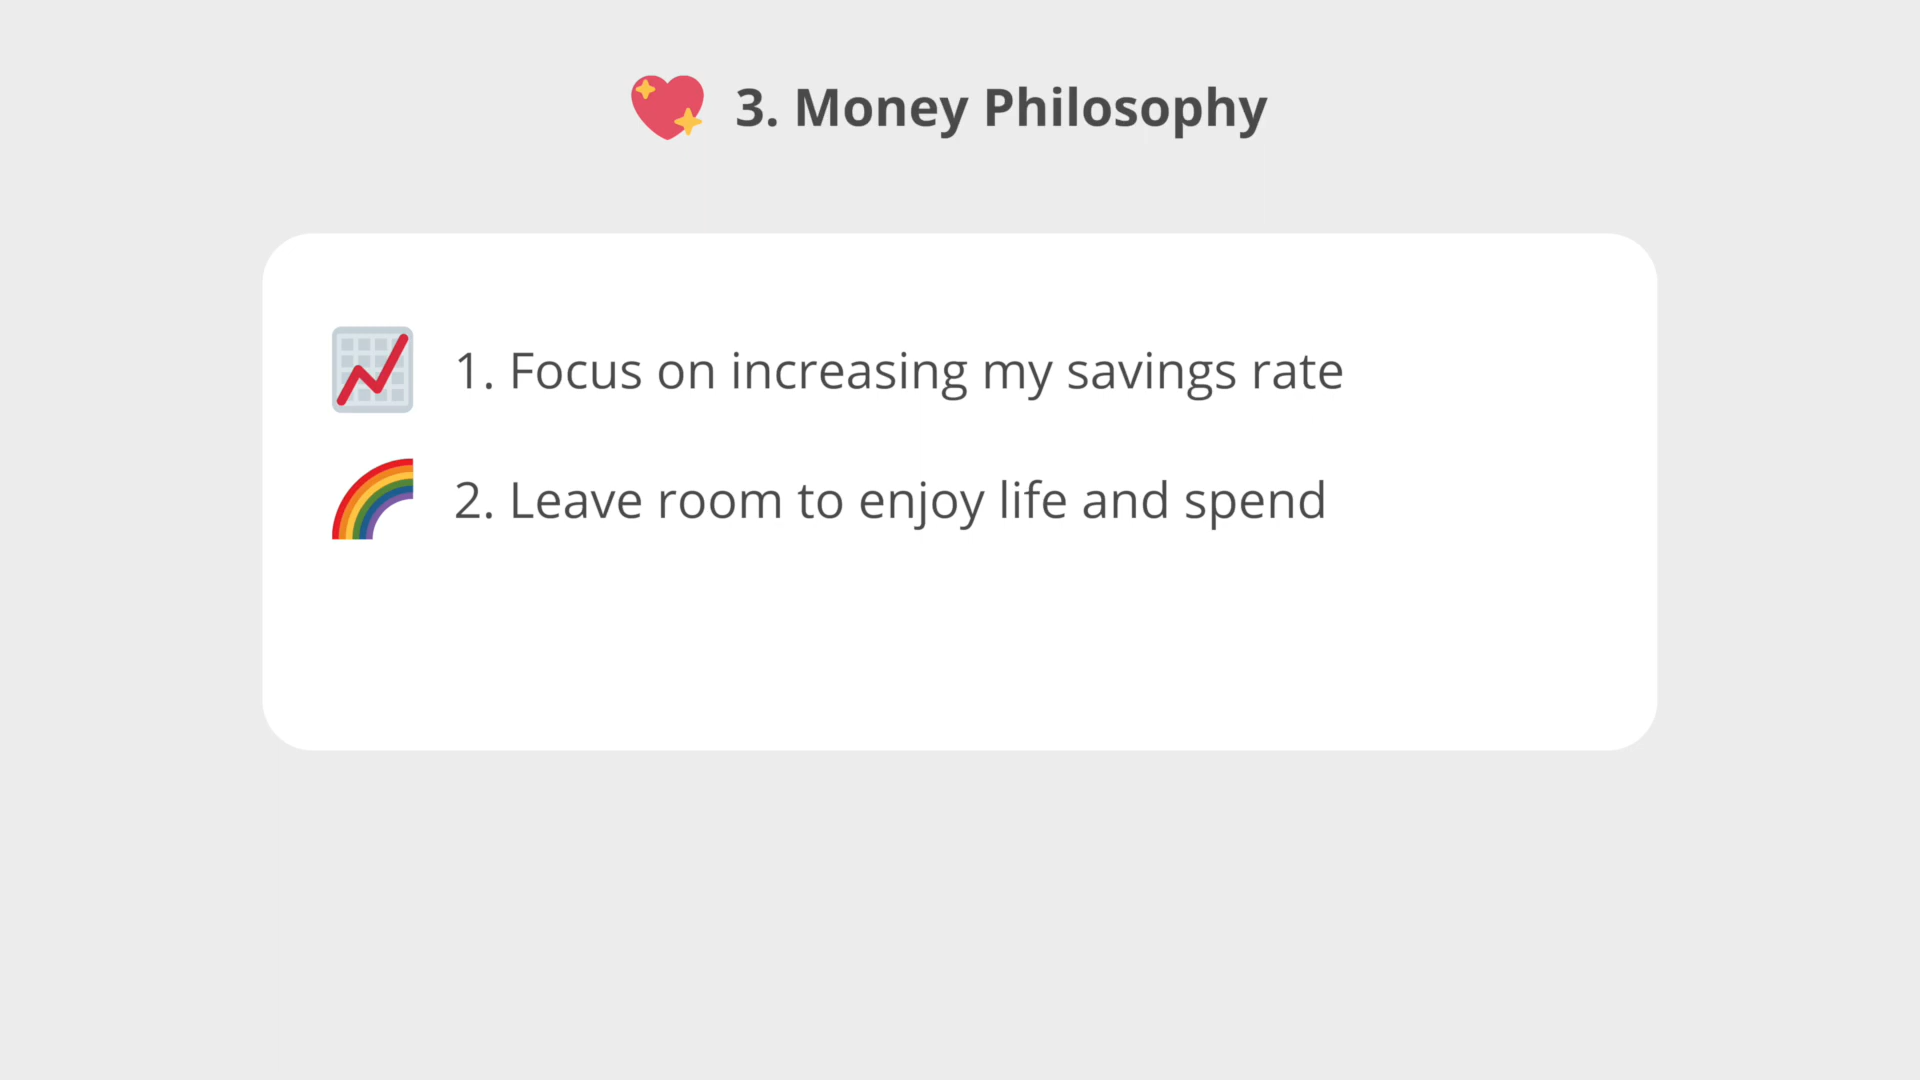 3. Money Philosophy
1. Focus on increasing my savings rate
2. Leave room to enjoy life and spend